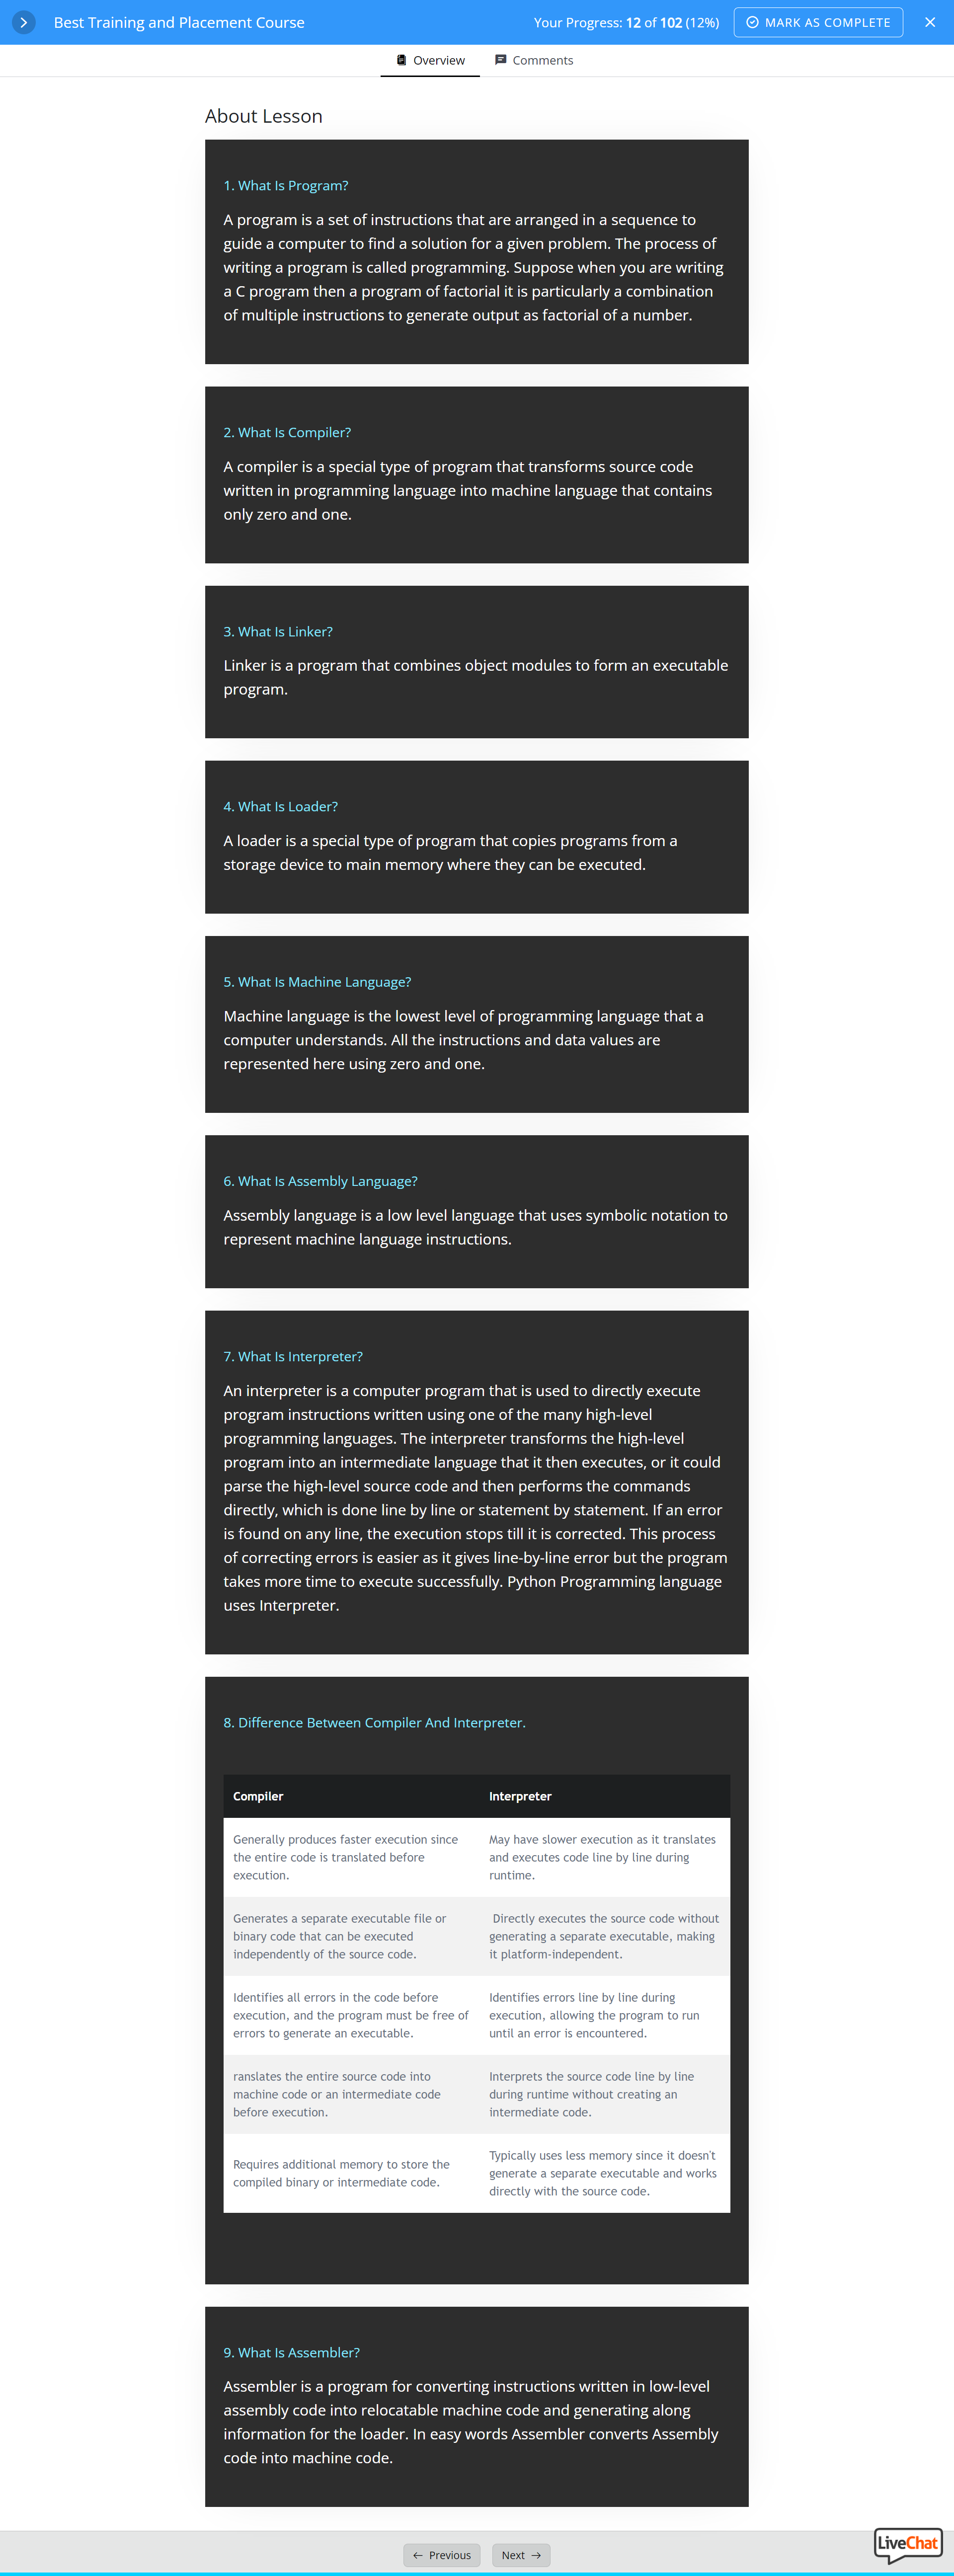 Best Training and Placement Course
Your Progress: 12 of 102 (12%)
MARK AS COMPLETE
Overview
Comments
About Lesson
1. What Is Program?
A program is a set of instructions that are arranged in a sequence to
guide a computer to find a solution for a given problem. The process of
writing a program is called programming. Suppose when you are writing
a C program then a program of factorial it is particularly a combination
of multiple instructions to generate output as factorial of a number.
2. What Is Compiler?
A compiler is a special type of program that transforms source code
written in programming language into machine language that contains
only zero and one.
3. What Is Linker?
Linker is a program that combines object modules to form an executable
program.
4. What Is Loader?
A loader is a special type of program that copies programs from a
storage device to main memory where they can be executed.
5. What Is Machine Language?
Machine language is the lowest level of programming language that a
computer understands. All the instructions and data values are
represented here using zero and one.
6. What Is Assembly Language?
Assembly language is a low level language that uses symbolic notation to
represent machine language instructions.
7. What Is Interpreter?
An interpreter is a computer program that is used to directly execute
program instructions written using one of the many high-level
programming languages. The interpreter transforms the high-level
program into an intermediate language that it then executes, or it could
parse the high-level source code and then performs the commands
directly, which is done line by line or statement by statement. If an error
is found on any line, the execution stops till it is corrected. This process
of correcting errors is easier as it gives line-by-line error but the program
takes more time to execute successfully. Python Programming language
uses Interpreter.
8. Difference Between Compiler And Interpreter.
Compiler
Interpreter
Generally produces faster execution since
the entire code is translated before
execution.
May have slower execution as it translates
and executes code line by line during
runtime.
Generates a separate executable file or
binary code that can be executed
independently of the source code.
Directly executes the source code without
generating a separate executable, making
it platform-independent.
Identifies all errors in the code before
execution, and the program must be free of
errors to generate an executable.
Identifies errors line by line during
execution, allowing the program to run
until an error is encountered.
ranslates the entire source code into
machine code or an intermediate code
before execution.
Interprets the source code line by line
during runtime without creating an
intermediate code.
Requires additional memory to store the
compiled binary or intermediate code.
Typically uses less memory since it doesn't
generate a separate executable and works
directly with the source code.
9. What Is Assembler?
Assembler is a program for converting instructions written in low-level
assembly code into relocatable machine code and generating along
information for the loader. In easy words Assembler converts Assembly
code into machine code.
Previous
Next
LiveChat